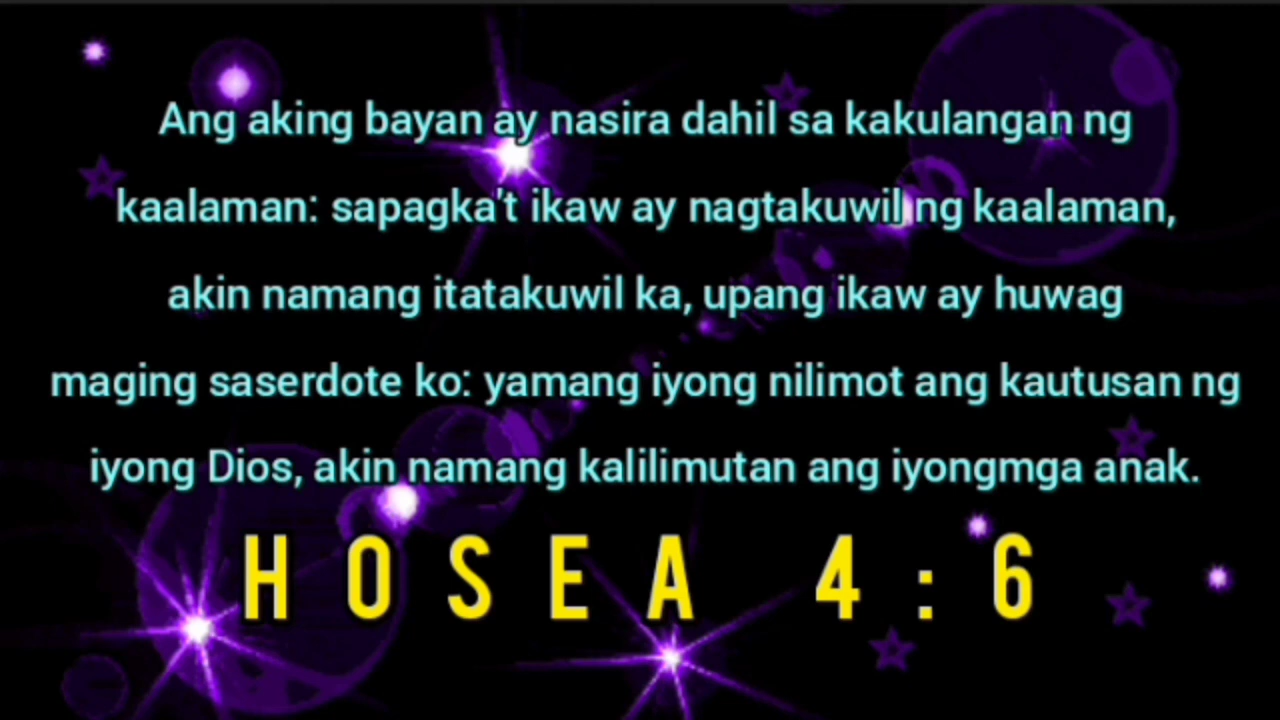 Ang aking bayan ay nasira dahil sa kakulangan ng
kaalaman: sapagka't ikaw ay nagtakuwil ng kaalaman,
akin namang itatakuwil ka, upang ikaw ay huwag
maging saserdote ko: yamang iyong nilimot ang kautusan ng
iyong Dios, akin namang kalilimutan ang iyongmga anak.
HOSEA 4:6